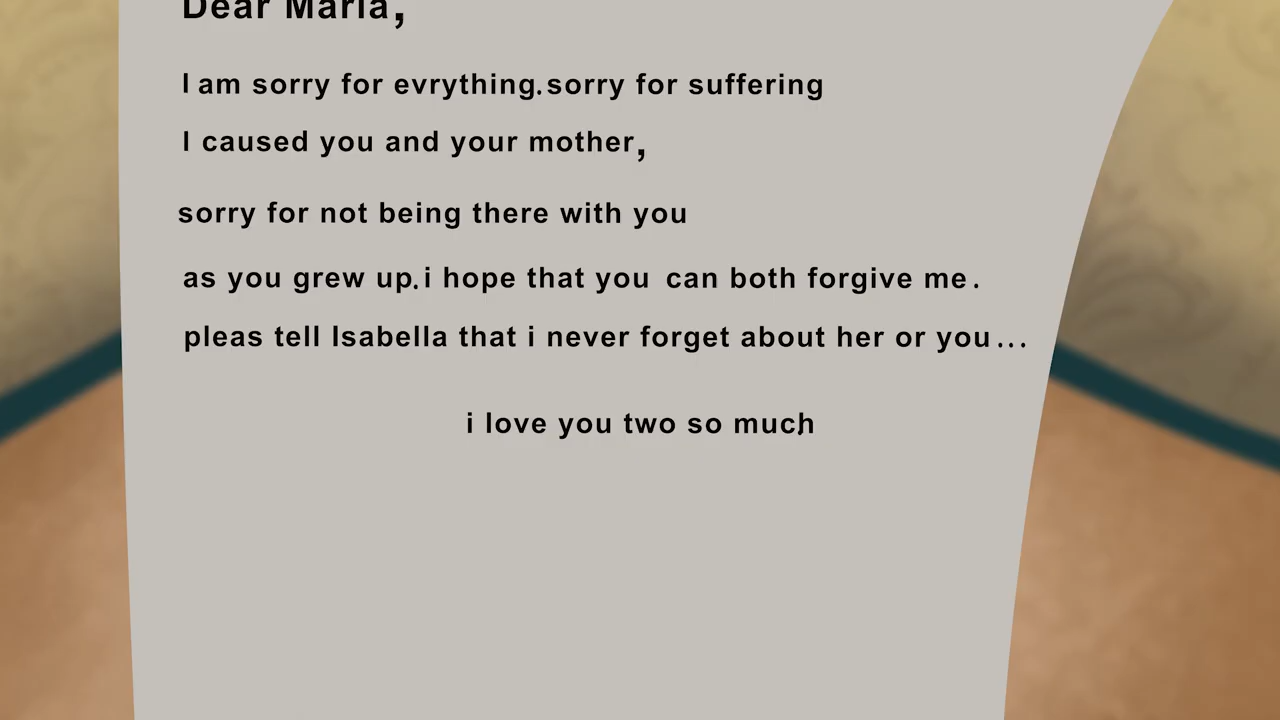 Dear Maria,
I am sorry for evrything.sorry for suffering
I caused you and your mother,
sorry for not being there with you
as you grew up.i hope that you can both forgive me.
pleas tell Isabella that i never forget about her or you...
i love you two so much